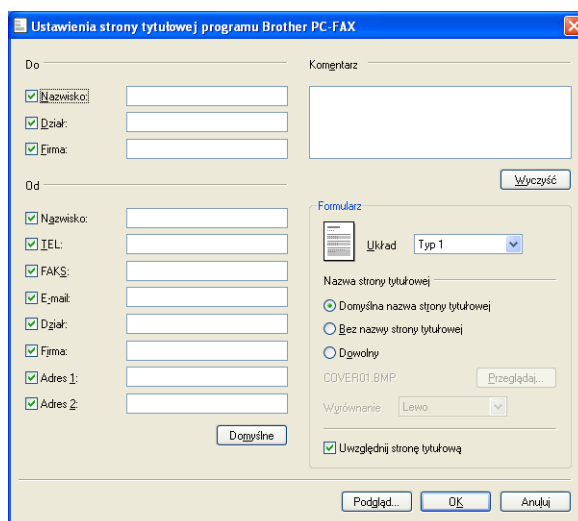 Ustawienia strony tytułowej programu Brother PC-FAX
Do
Nazwisko:
Dział:
Firma:
Od
Nazwisko:
TEL:
FAKS:
E-mail:
Dział:
Firma:
Adres 1:
Adres 2:
Domyślne
Komentarz
Wyczyść
Formularz
Układ Typ 1
Nazwa strony tytułowej
Domyślna nazwa strony tytułowej
Bez nazwy strony tytułowej
Dowolny
COVER01.BMP Przeglądaj...
Wyrównanie Lewo
Uwzględnij stronę tytułową
Podgląd... OK Anuluj